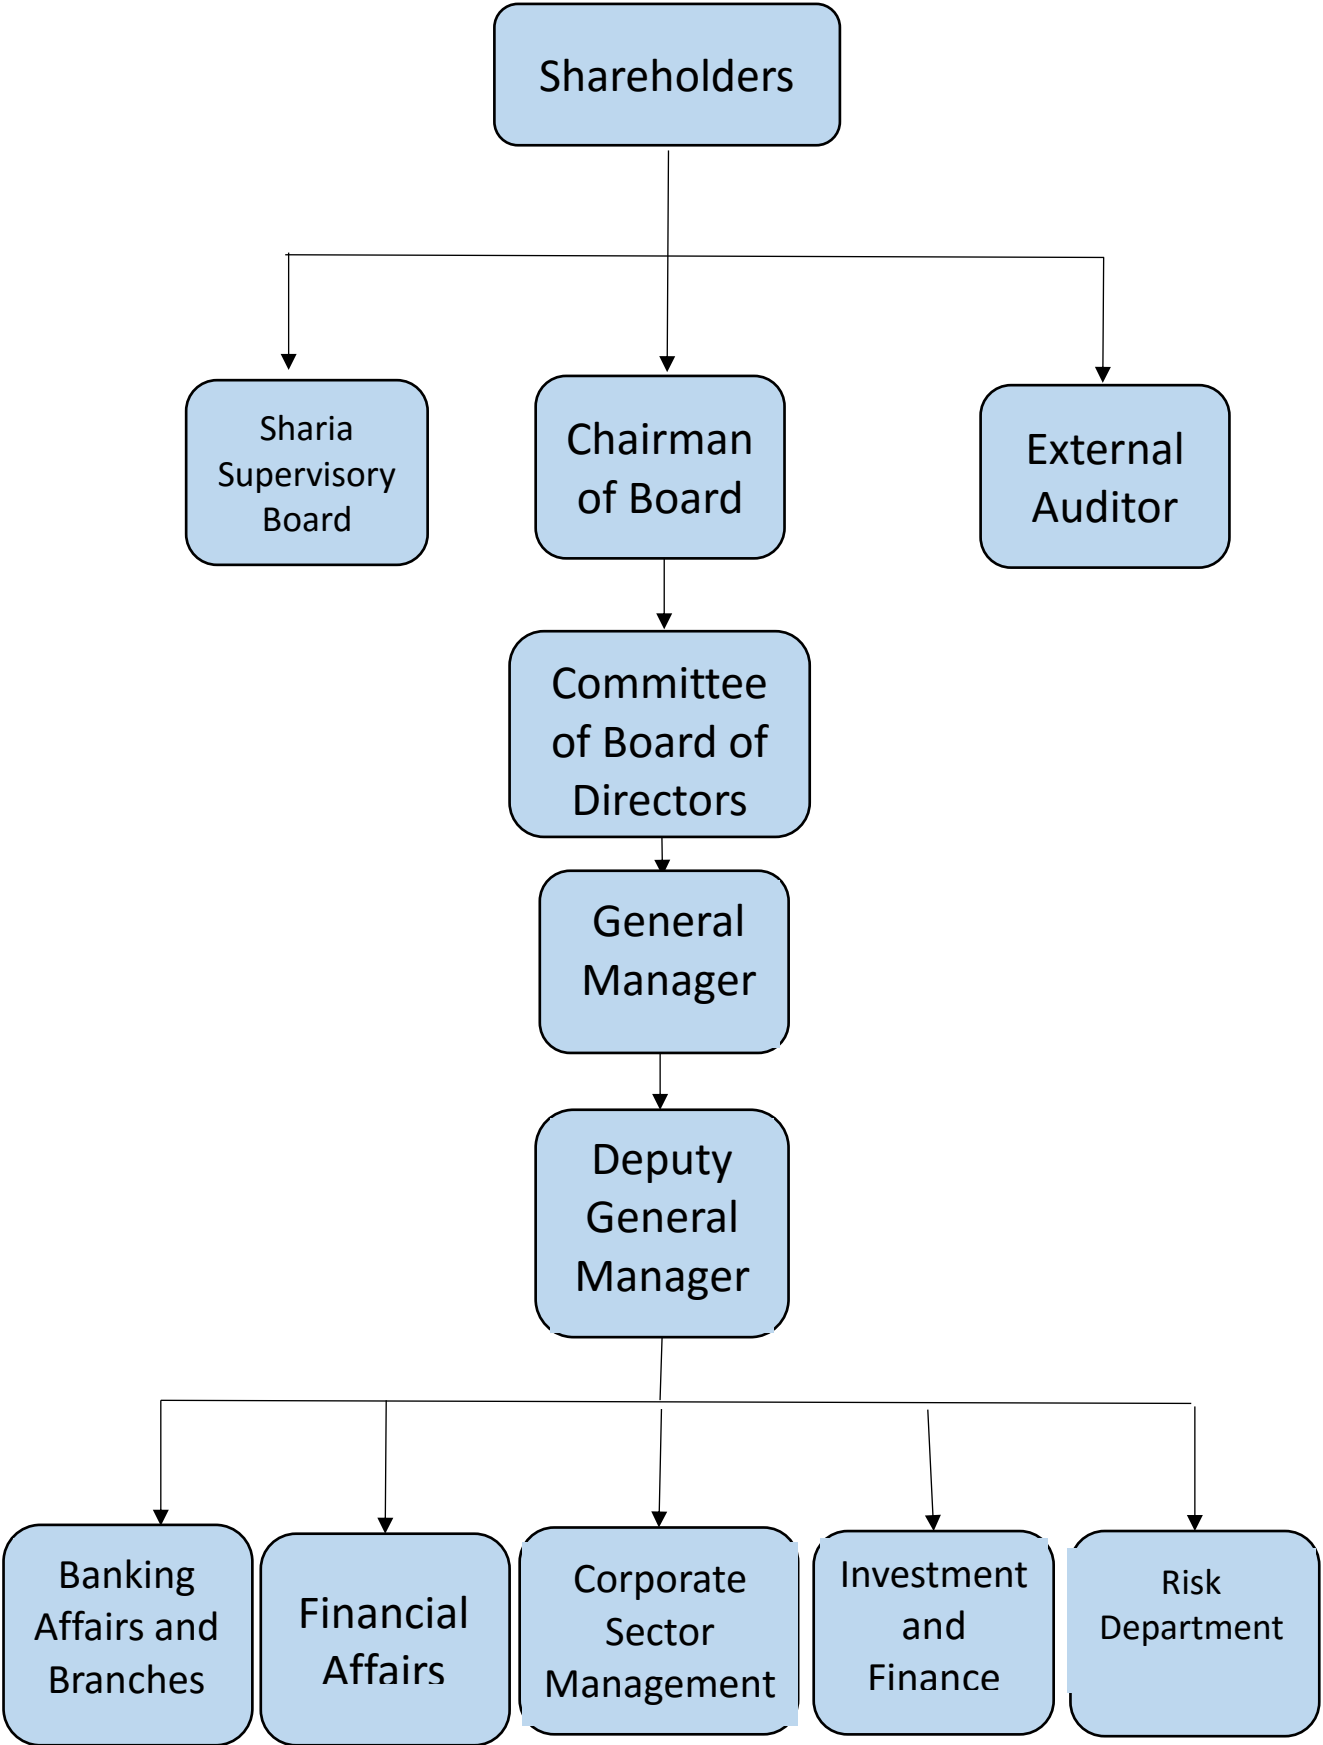 Shareholders
Sharia
Supervisory
Board
Chairman
of Board
External
Auditor
Committee
of Board of
Directors
General
Manager
Deputy
General
Manager
Banking
Affairs and
Branches
Financial
Affairs
Corporate
Sector
Management
Investment
and
Finance
Risk
Department